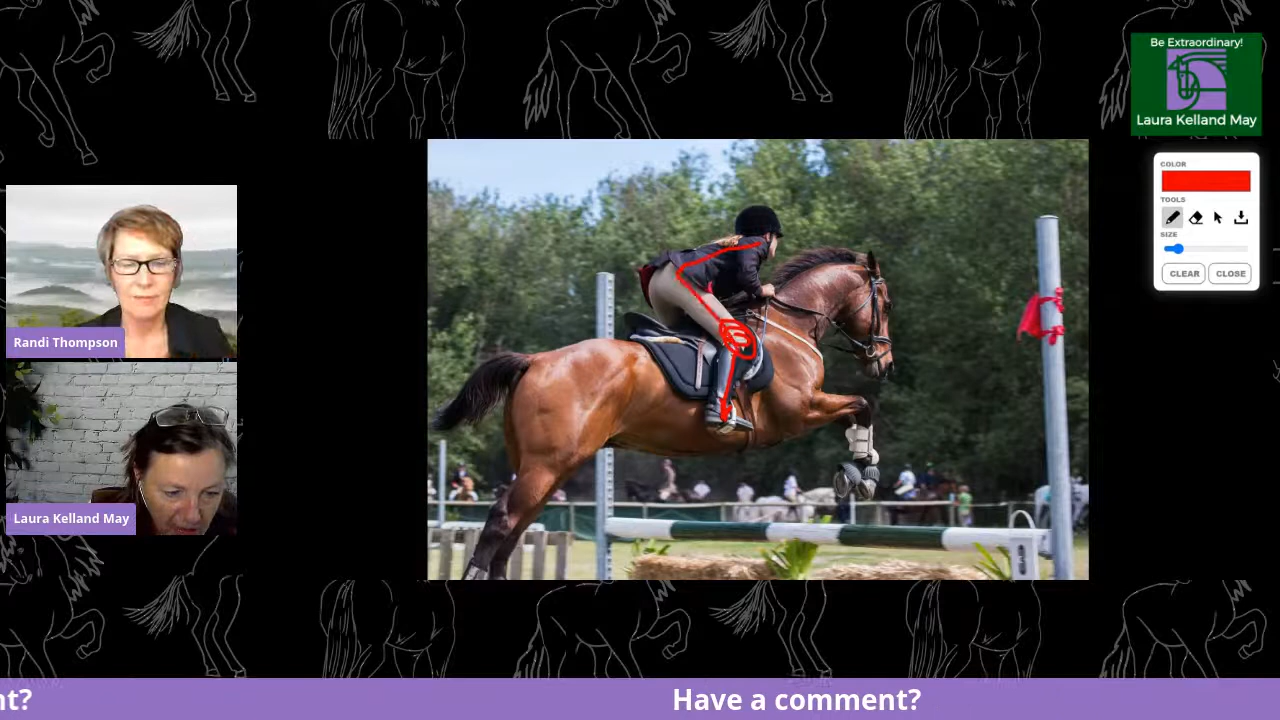 Be Extraordinary!
Laura Kelland May
COLOR
TOOLS
SIZE
CLEAR CLOSE
Randi Thompson
Laura Kelland May
nt?
Have a comment?